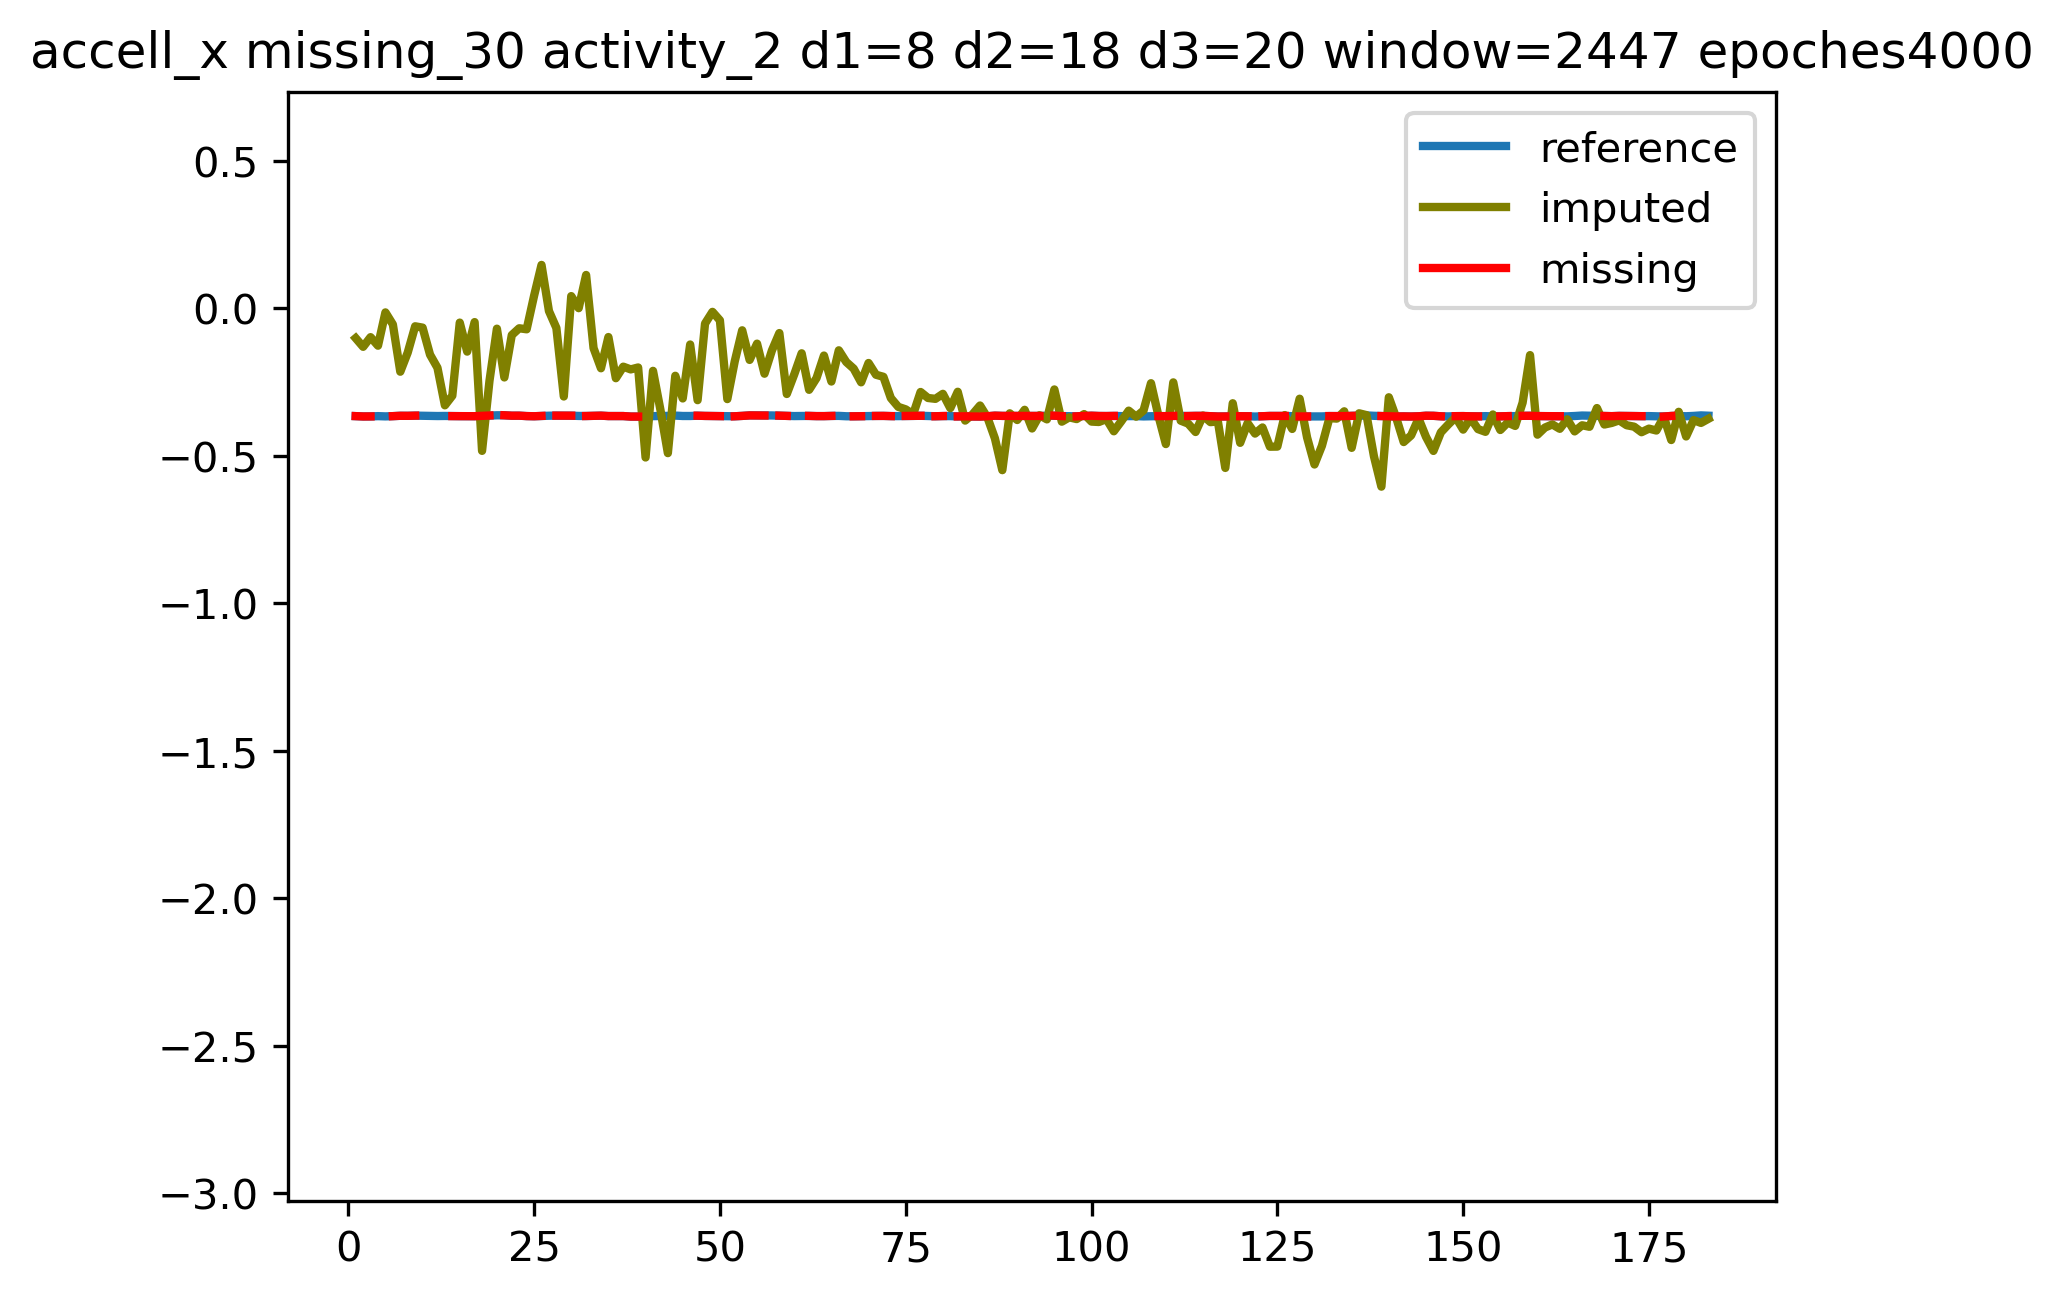 accell_x missing_30 activity_2 d1=8 d2=18 d3=20 window=2447 epoches4000
reference
imputed
missing
0.5
0.0
−0.5
−1.0
−1.5
−2.0
−2.5
−3.0
0 25 50 75 100 125 150 175